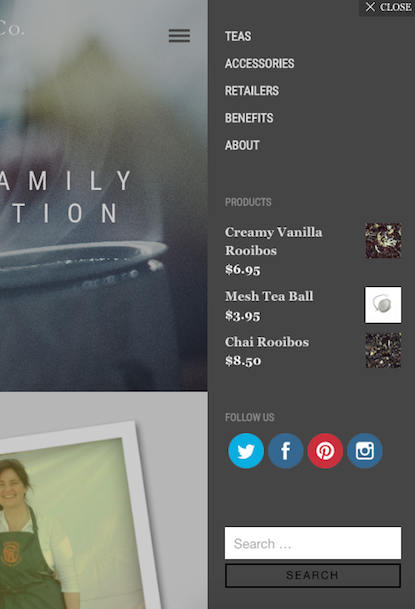 Co.
CLOSE
TEAS
ACCESSORIES
RETAILERS
BENEFITS
ABOUT
AMILY
TION
PRODUCTS
Creamy Vanilla
Rooibos
$6.95
Mesh Tea Ball
$3.95
Chai Rooibos
$8.50
FOLLOW US
Search ...
SEARCH